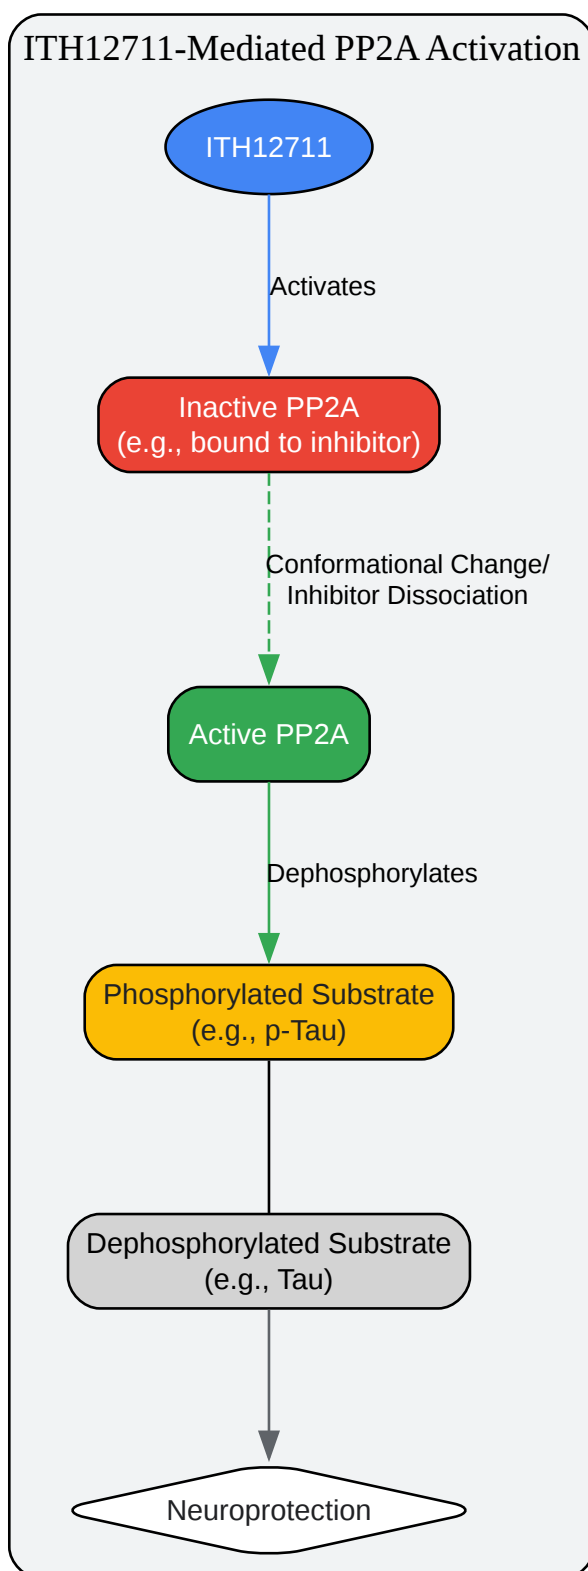 ITH12711-Mediated PP2A Activation
ITH12711
Activates
Inactive PP2A
(e.g., bound to inhibitor)
Conformational Change/
Inhibitor Dissociation
Active PP2A
Dephosphorylates
Phosphorylated Substrate
(e.g., p-Tau)
Dephosphorylated Substrate
(e.g., Tau)
Neuroprotection